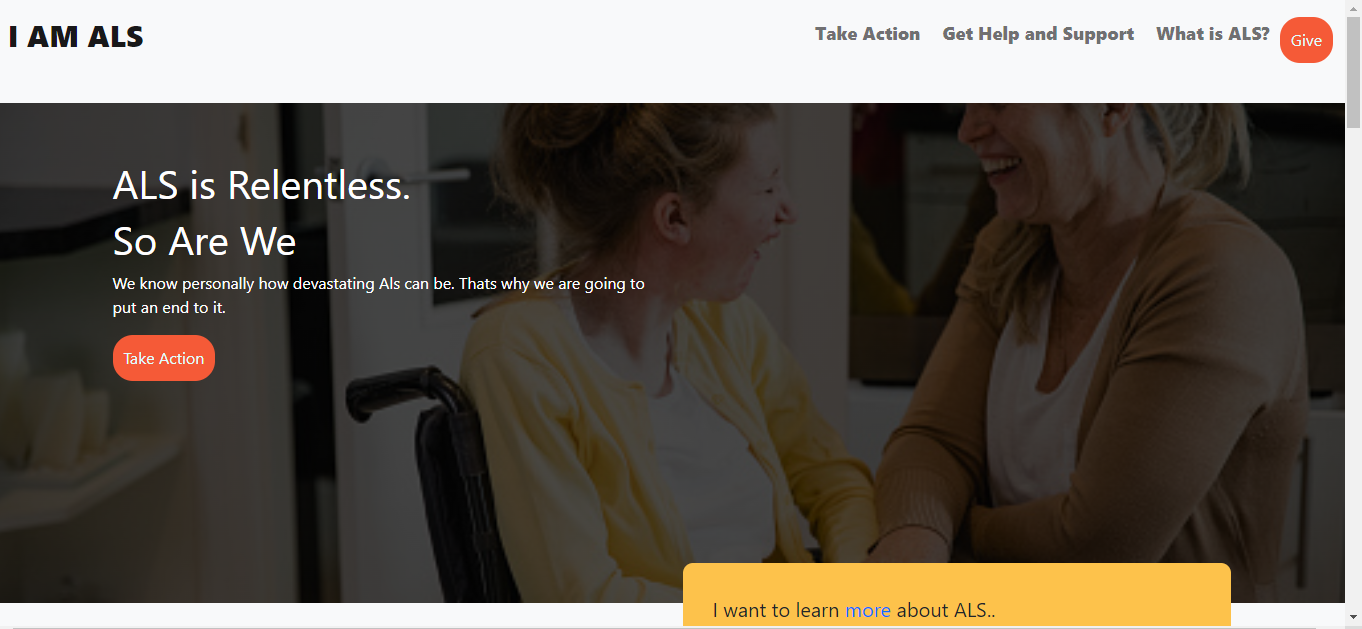 I AM ALS
Take Action
Get Help and Support
What is ALS?
Give
ALS is Relentless.
So Are We
We know personally how devastating Als can be. Thats why we are going to
put an end to it.
Take Action
I want to learn more about ALS..